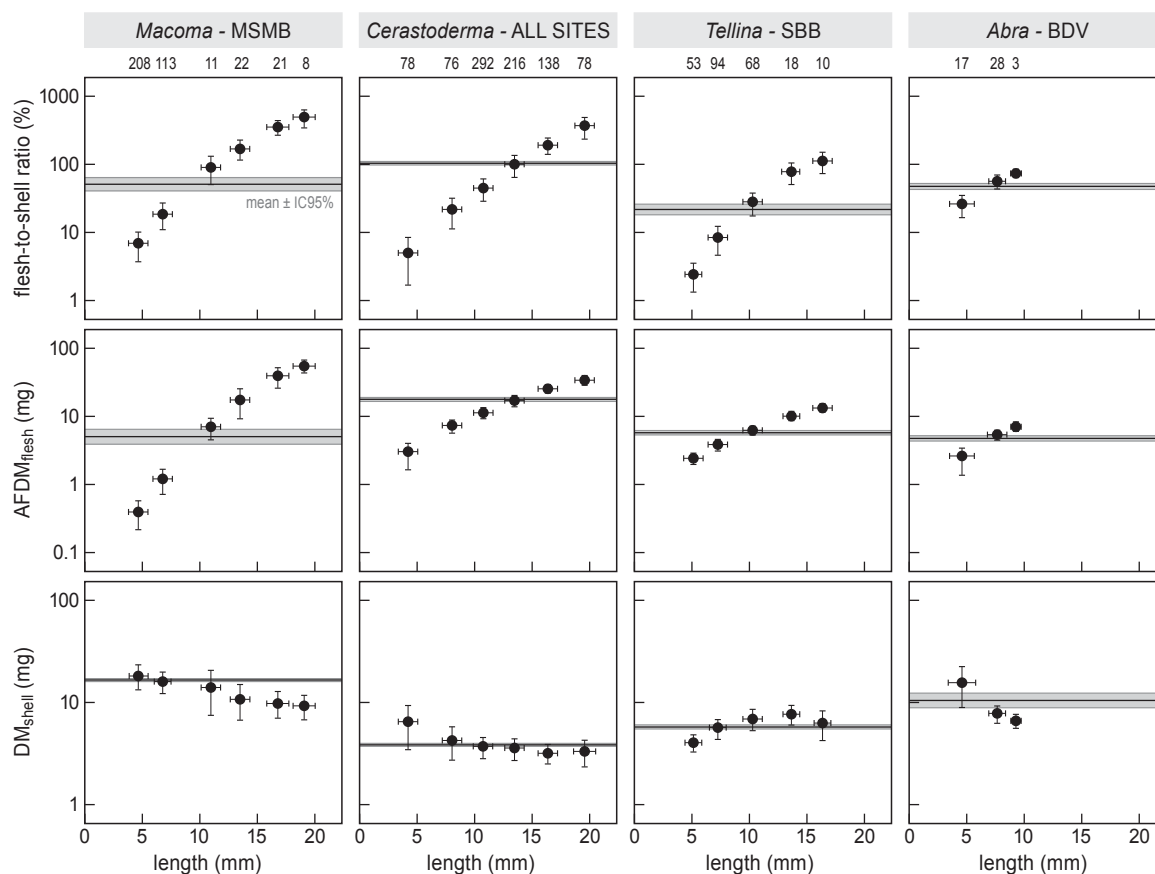 Macoma - MSMB
Cerastoderma - ALL SITES
Tellina - SBB
Abra - BDV
208 113 11 22 21 8
78 76 292 216 138 78
53 94 68 18 10
17 28 3
flesh-to-shell ratio (%)
1000
100
10
1
mean ± IC95%
AFDMflesh (mg)
100
10
1
0.1
DMshell (mg)
100
10
1
0 5 10 15 20
0 5 10 15 20
0 5 10 15 20
0 5 10 15 20
length (mm)
length (mm)
length (mm)
length (mm)